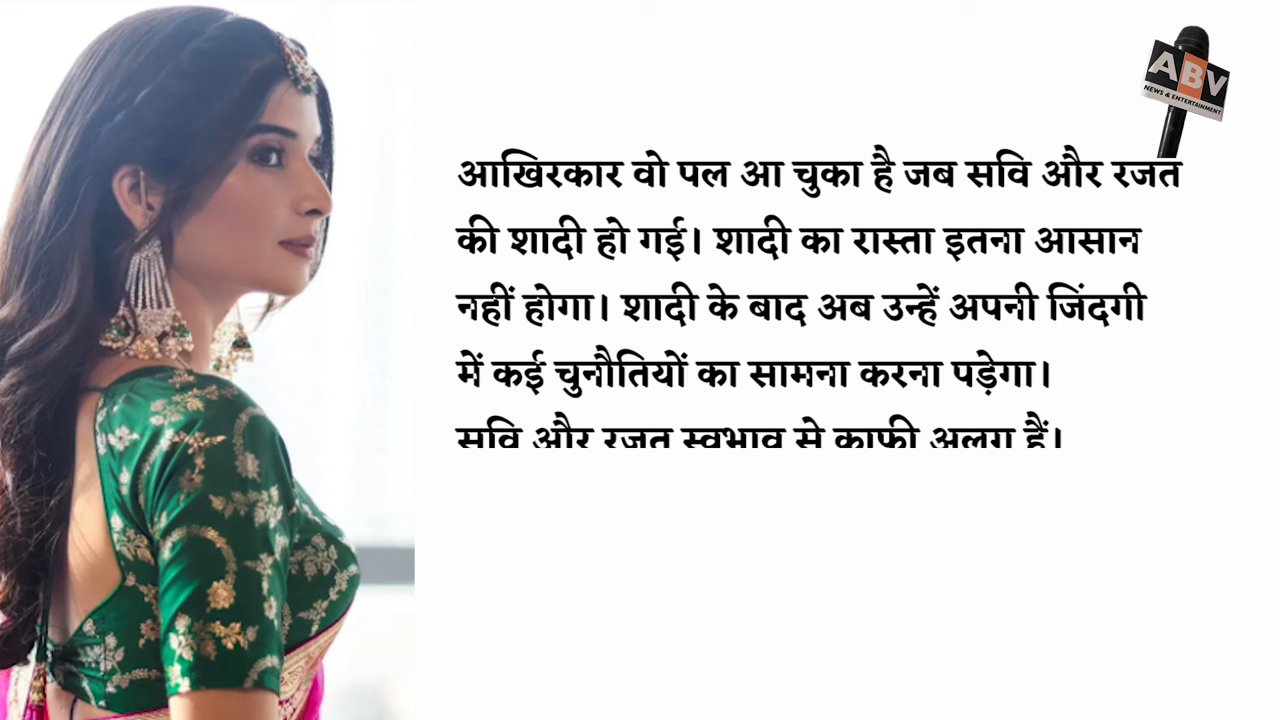 ABV
NEWS & ENTERTAINMENT
आखिरकार वो पल आ चुका है जब सवि और रजत
की शादी हो गई। शादी का रास्ता इतना आसान
नहीं होगा। शादी के बाद अब उन्हें अपनी जिंदगी
में कई चुनौतियों का सामना करना पड़ेगा।
सवि और रजत स्वभाव से काफी अलग हैं।